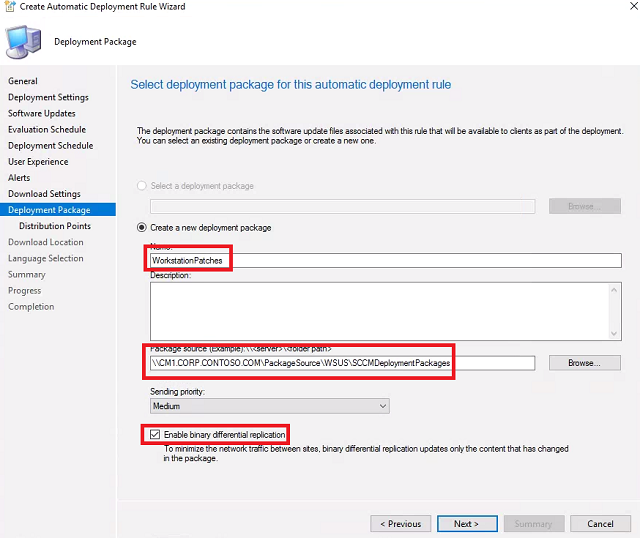 Create Automatic Deployment Rule Wizard
Deployment Package
General
Deployment Settings
Software Updates
Evaluation Schedule
Deployment Schedule
User Experience
Alerts
Download Settings
Deployment Package
Distribution Points
Download Location
Language Selection
Summary
Progress
Completion
Select deployment package for this automatic deployment rule
The deployment package contains the software update files associated with this rule that will be available to clients as part of the deployment.
You can select an existing deployment package or create a new one.
Select a deployment package
Browse...
Create a new deployment package
Name:
WorkstationPatches
Description:
Package source (Example): \\<server>\<folder path>
\\CM1.CORP.CONTOSO.COM\PackageSource\WSUS\SCCMDeploymentPackages
Browse...
Sending priority:
Medium
Enable binary differential replication
To minimize the network traffic between sites, binary differential replication updates only the content that has changed
in the package.
< Previous
Next >
Summary
Cancel